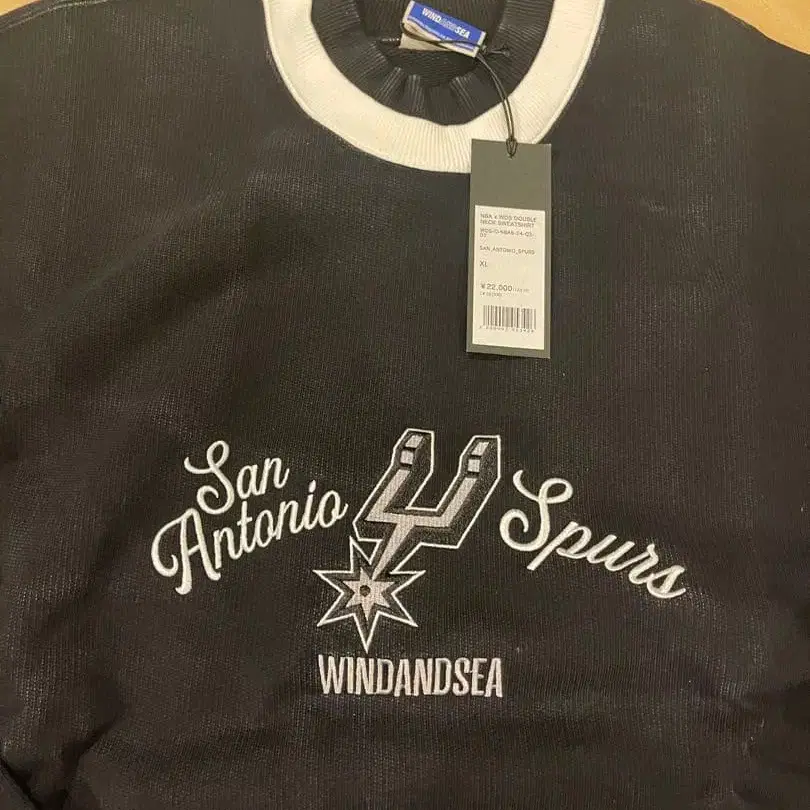 WINDANDSEA
NBA x WDS DOUBLE
NECK SWEATSHIRT
SAN_ANTONIO_SPURS
XL
¥22,000
San
Antonio
Spurs
WINDANDSEA